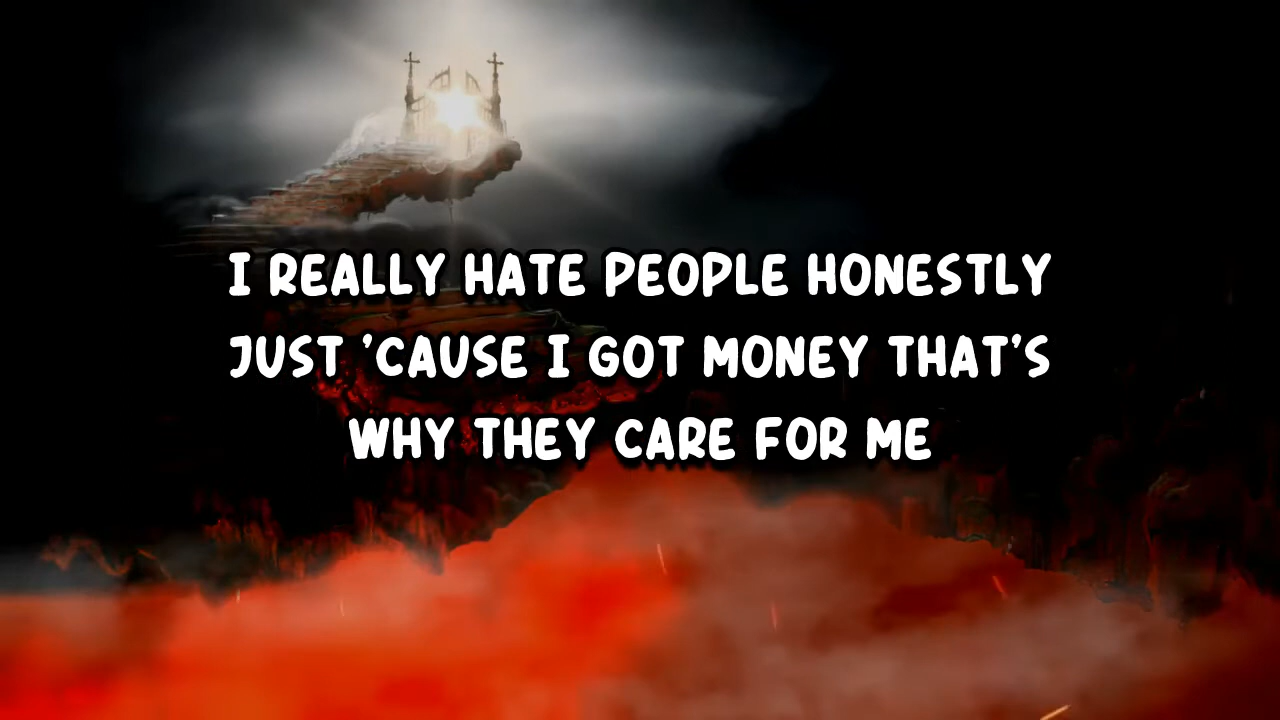 I REALLY HATE PEOPLE HONESTLY
JUST 'CAUSE I GOT MONEY THAT'S
WHY THEY CARE FOR ME